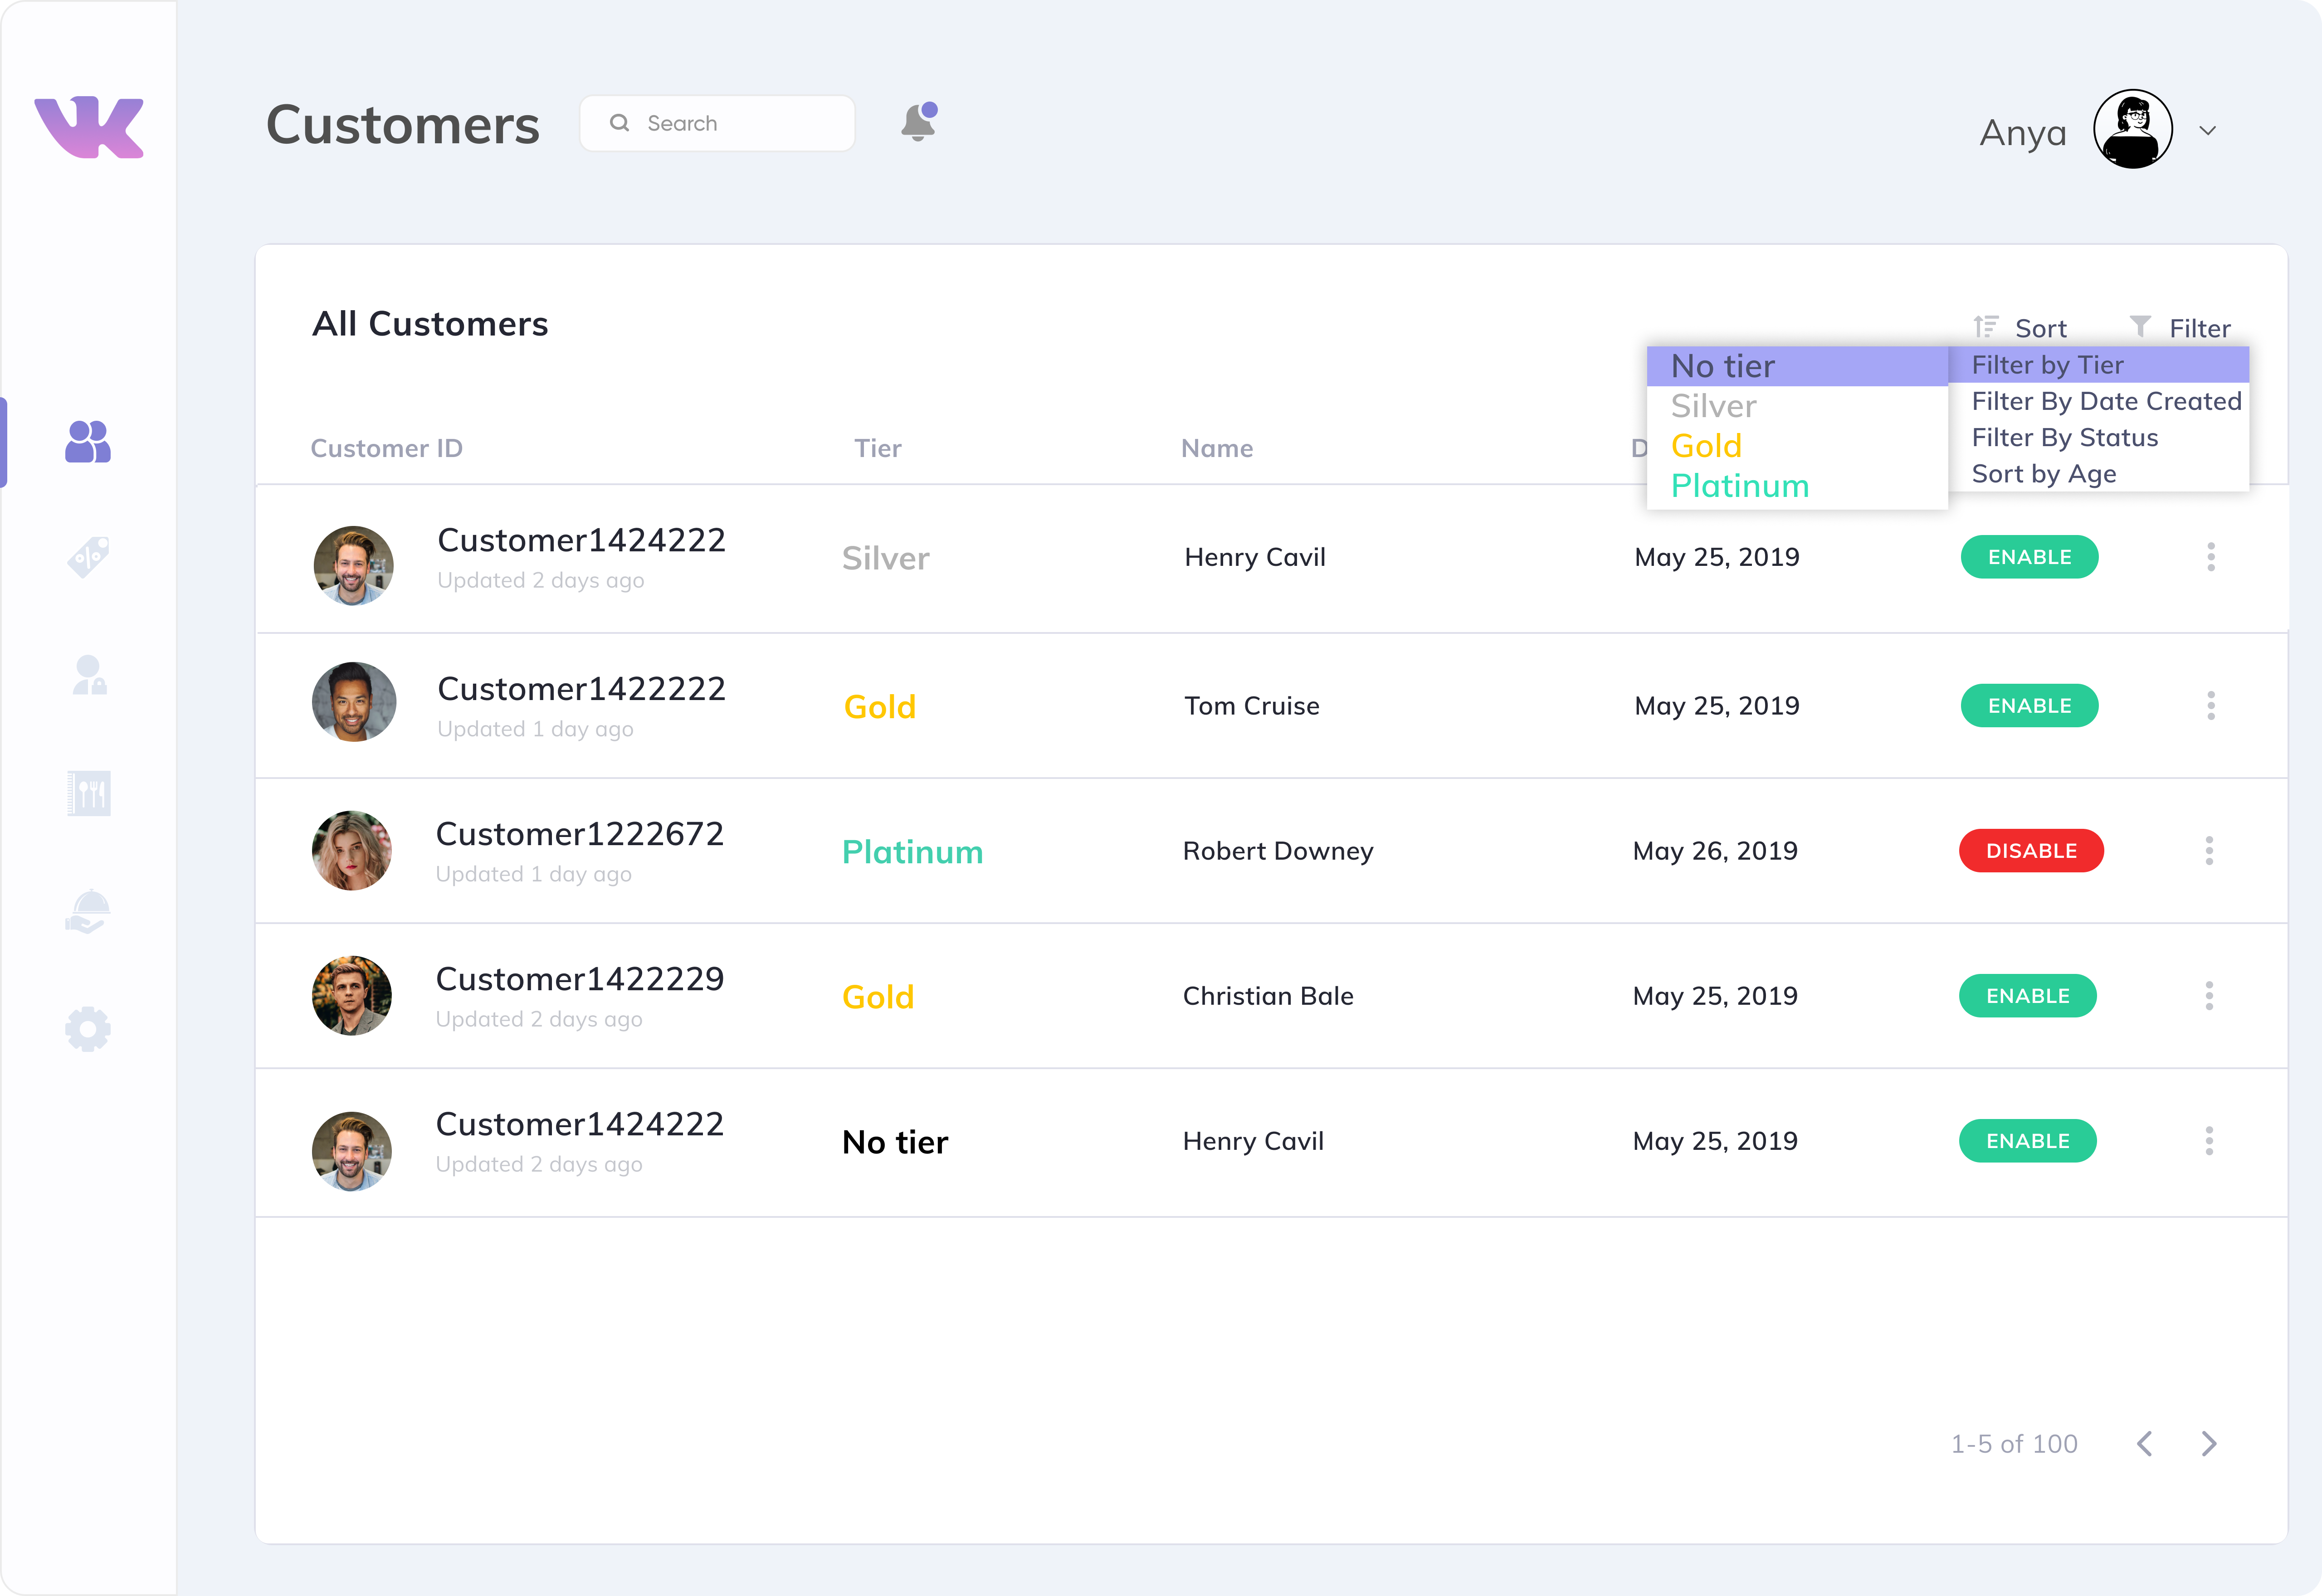 VK
Customers
Search
Anya
All Customers
Sort
Filter
No tier
Silver
Gold
Platinum
Filter by Tier
Filter By Date Created
Filter By Status
Sort by Age
Customer ID
Tier
Name
D
Customer1424222
Updated 2 days ago
Silver
Henry Cavil
May 25, 2019
ENABLE
Customer1422222
Updated 1 day ago
Gold
Tom Cruise
May 25, 2019
ENABLE
Customer1222672
Updated 1 day ago
Platinum
Robert Downey
May 26, 2019
DISABLE
Customer1422229
Updated 2 days ago
Gold
Christian Bale
May 25, 2019
ENABLE
Customer1424222
Updated 2 days ago
No tier
Henry Cavil
May 25, 2019
ENABLE
1-5 of 100